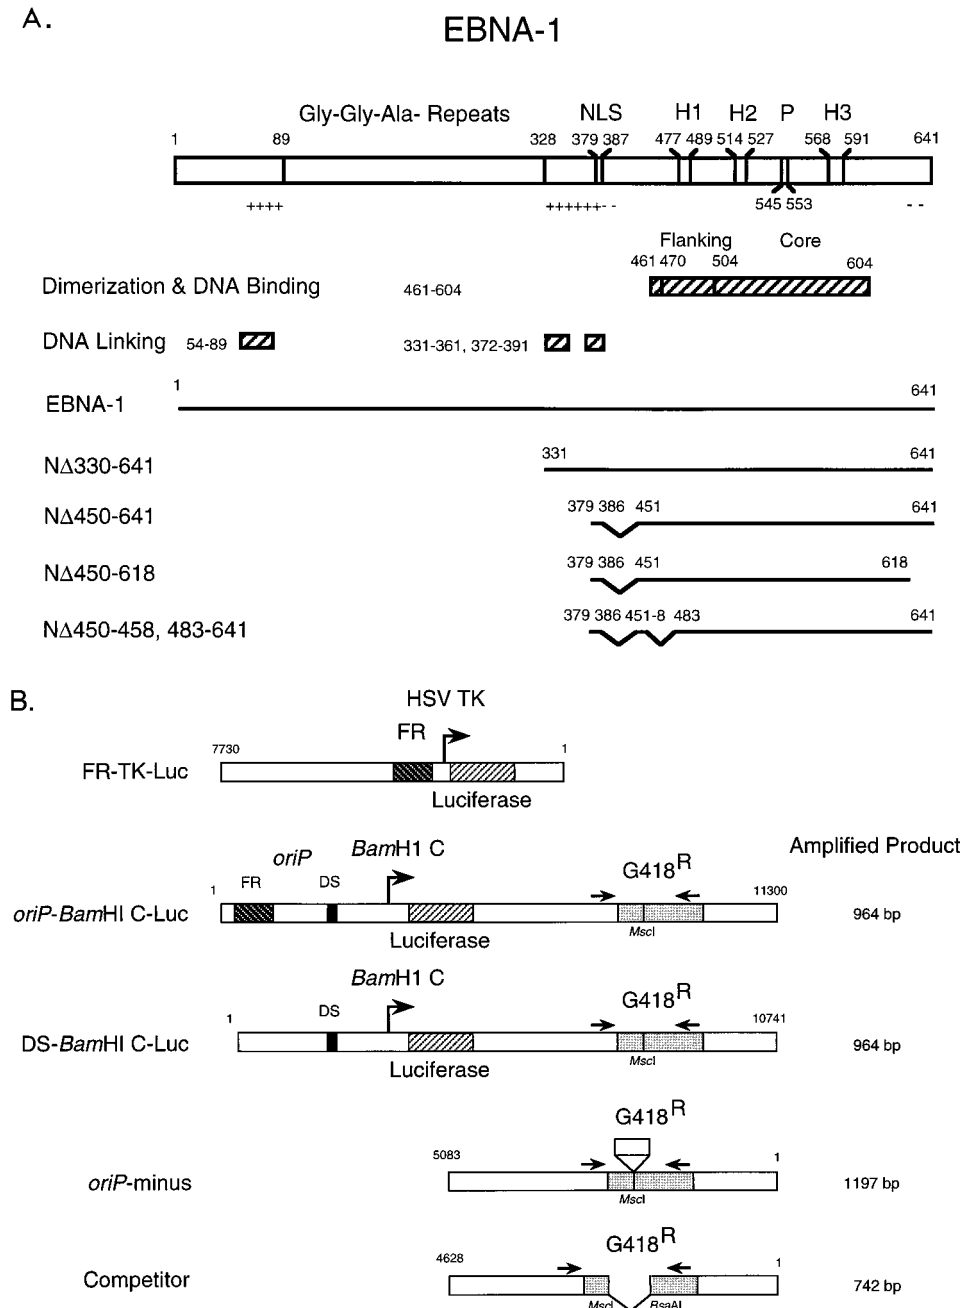 A.
EBNA-1
Gly-Gly-Ala- Repeats NLS H1 H2 P H3
1 89 328 379 387 477 489 514 527 568 591 641
++++ ++++++- - 545 553 - -
Flanking Core
461 470 504 604
Dimerization & DNA Binding 461-604
DNA Linking 54-89 331-361, 372-391
1 641
EBNA-1
331 641
NΔ330-641
379 386 451 641
NΔ450-641
379 386 451 618
NΔ450-618
379 386 451-8 483 641
NΔ450-458, 483-641
B.
HSV TK
7730 FR 1
FR-TK-Luc
Luciferase
oriP BamH1 C Amplified Product
1 FR DS G418R 11300
oriP-BamHI C-Luc 964 bp
Luciferase MscI
BamH1 C
1 DS G418R 10741
DS-BamHI C-Luc 964 bp
Luciferase MscI
G418R
5083 1
oriP-minus 1197 bp
MscI
G418R
4628 1
Competitor 742 bp
MscI BsaAI